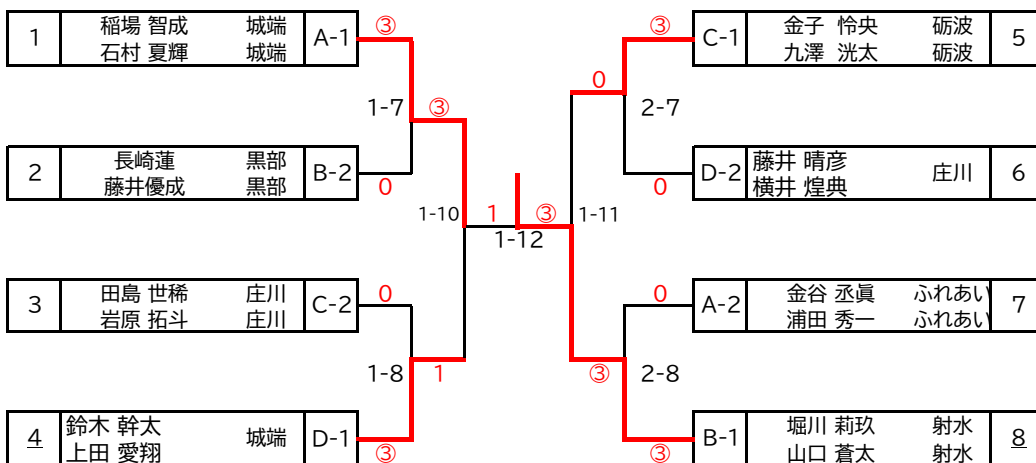 1 稲場 智成 城端 A-1
石村 夏輝 城端
③
1-7 ③
2 長崎蓮 黒部 B-2
藤井優成 黒部
0
1-10 1
3 田島 世稀 庄川 C-2
岩原 拓斗 庄川
0
1-8 1
4 鈴木 幹太 城端 D-1
上田 愛翔
③
③
1-12
③ C-1 金子 怜央 砺波 5
九澤 洸太 砺波
0
2-7
D-2 藤井 晴彦 庄川 6
横井 煌典
0
1-11
0 A-2 金谷 丞眞 ふれあい 7
浦田 秀一 ふれあい
③ 2-8
B-1 堀川 莉玖 射水 8
山口 蒼太 射水
③